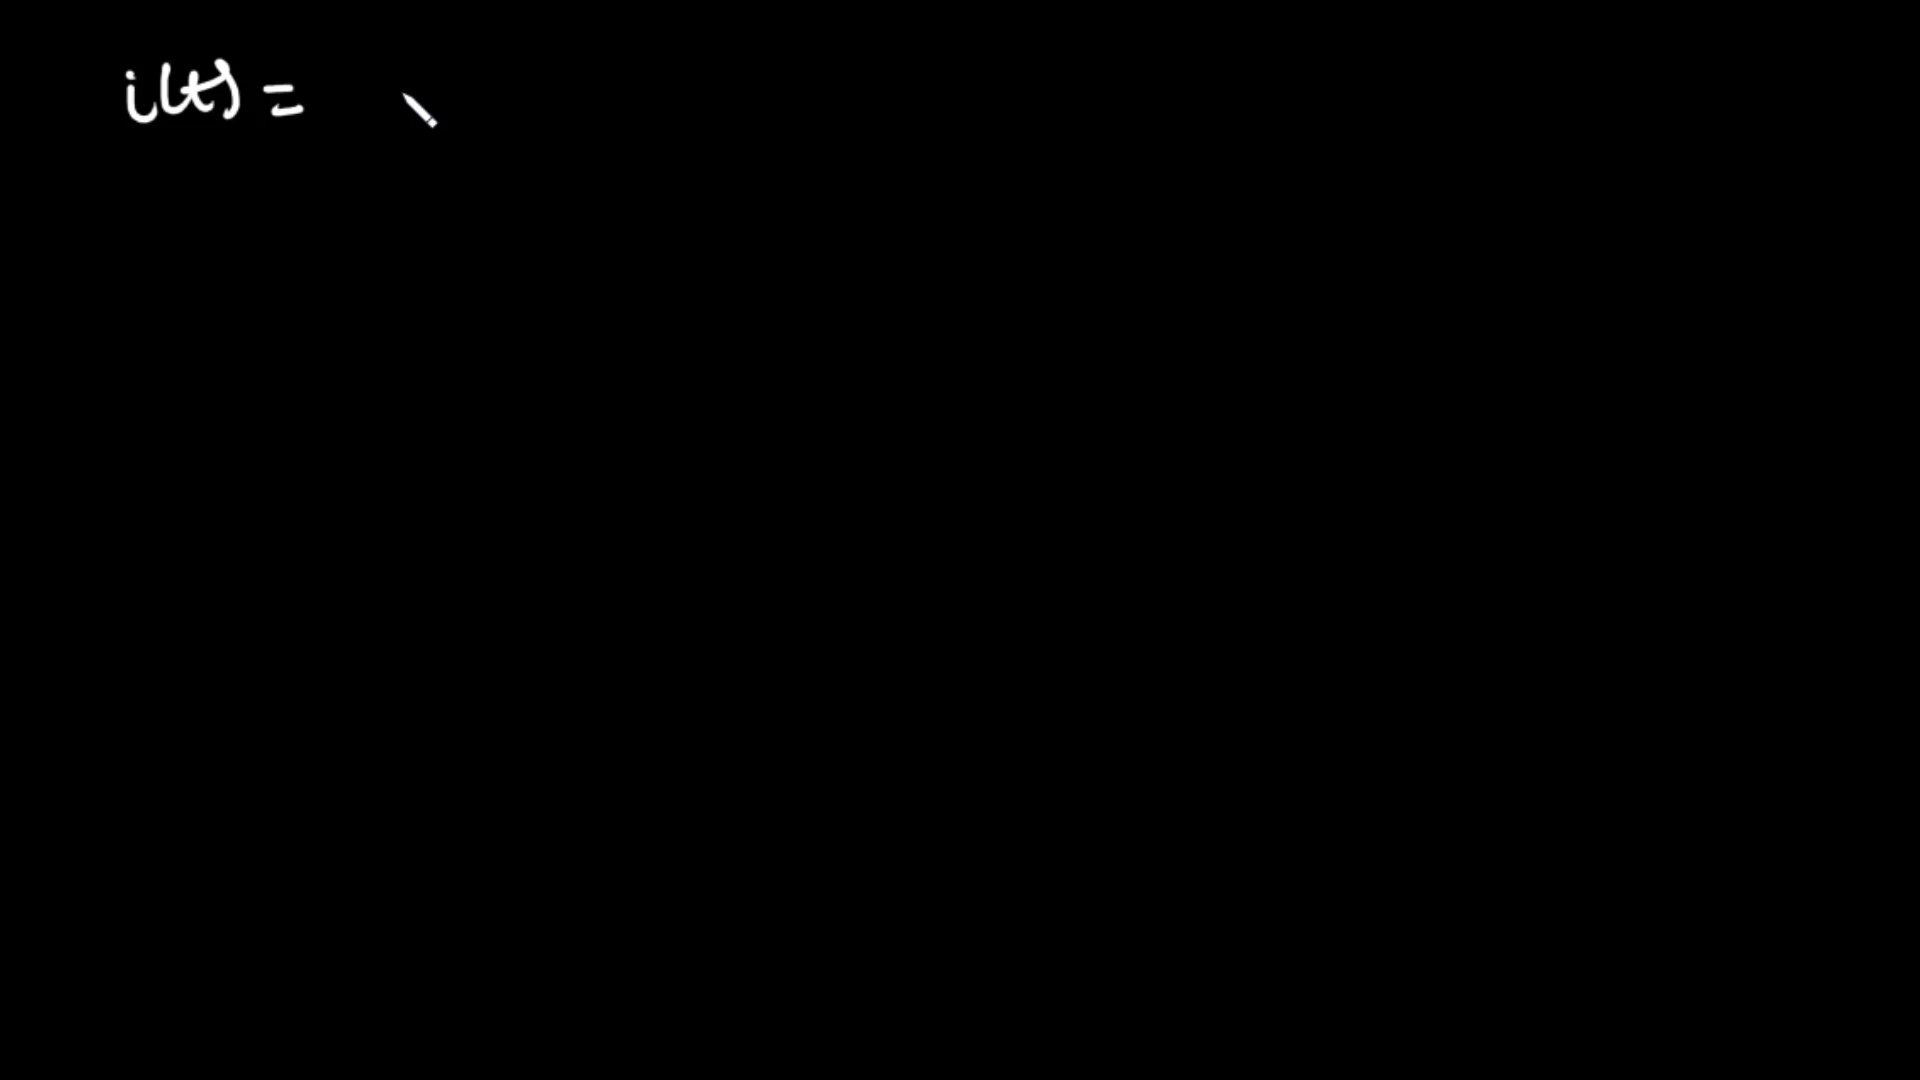 i(t) =